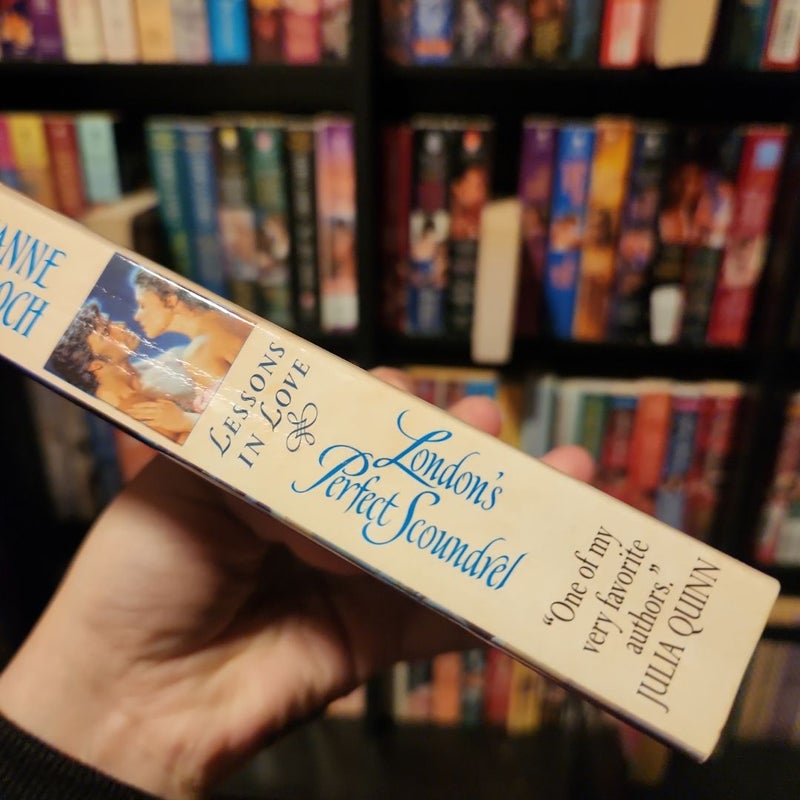 ANNE
OCH
LESSONS
IN LOVE
London's
Perfect Scoundrel
"One of my
very favorite
authors."
JULIA QUINN